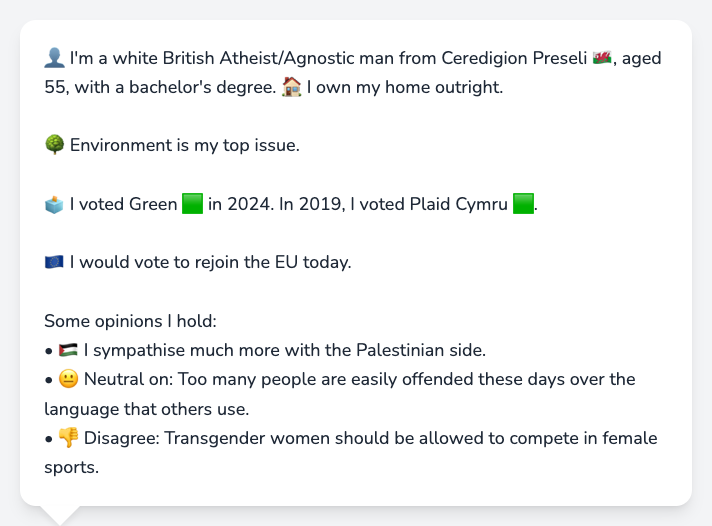 👤 I'm a white British Atheist/Agnostic man from Ceredigion Preseli 🏴󠁧󠁢󠁷󠁬󠁳󠁿, aged
55, with a bachelor's degree. 🏠 I own my home outright.
🌳 Environment is my top issue.
🗳️ I voted Green 🟩 in 2024. In 2019, I voted Plaid Cymru 🟩.
🇪🇺 I would vote to rejoin the EU today.
Some opinions I hold:
• 🇵🇸 I sympathise much more with the Palestinian side.
• 😐 Neutral on: Too many people are easily offended these days over the
language that others use.
• 👎 Disagree: Transgender women should be allowed to compete in female
sports.